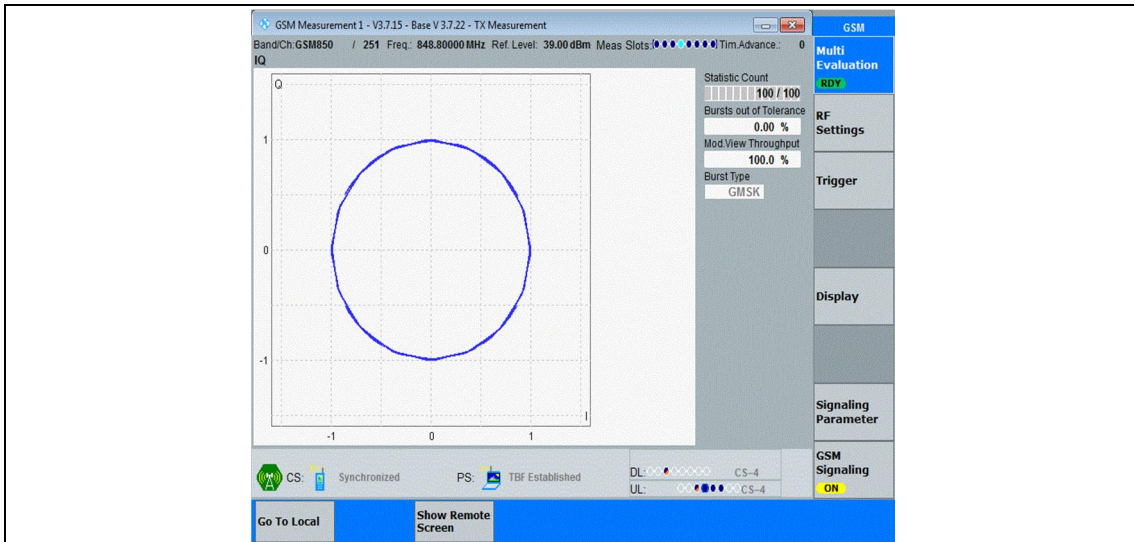 GSM Measurement 1 - V3.7.15 - Base V 3.7.22 - TX Measurement
GSM
Band/Ch:GSM850 / 251 Freq.: 848.80000 MHz Ref. Level: 39.00 dBm Meas Slots: Tim.Advance.: 0
IQ
Multi
Evaluation
RDY
Q
Statistic Count
100 / 100
Bursts out of Tolerance
0.00 %
Mod.View Throughput
100.0 %
Burst Type
GMSK
RF
Settings
Trigger
Display
1
0
-1
I
-1 0 1
Signaling
Parameter
GSM
Signaling
ON
CS: Synchronized PS: TBF Established
DL: CS-4
UL: CS-4
Go To Local
Show Remote
Screen